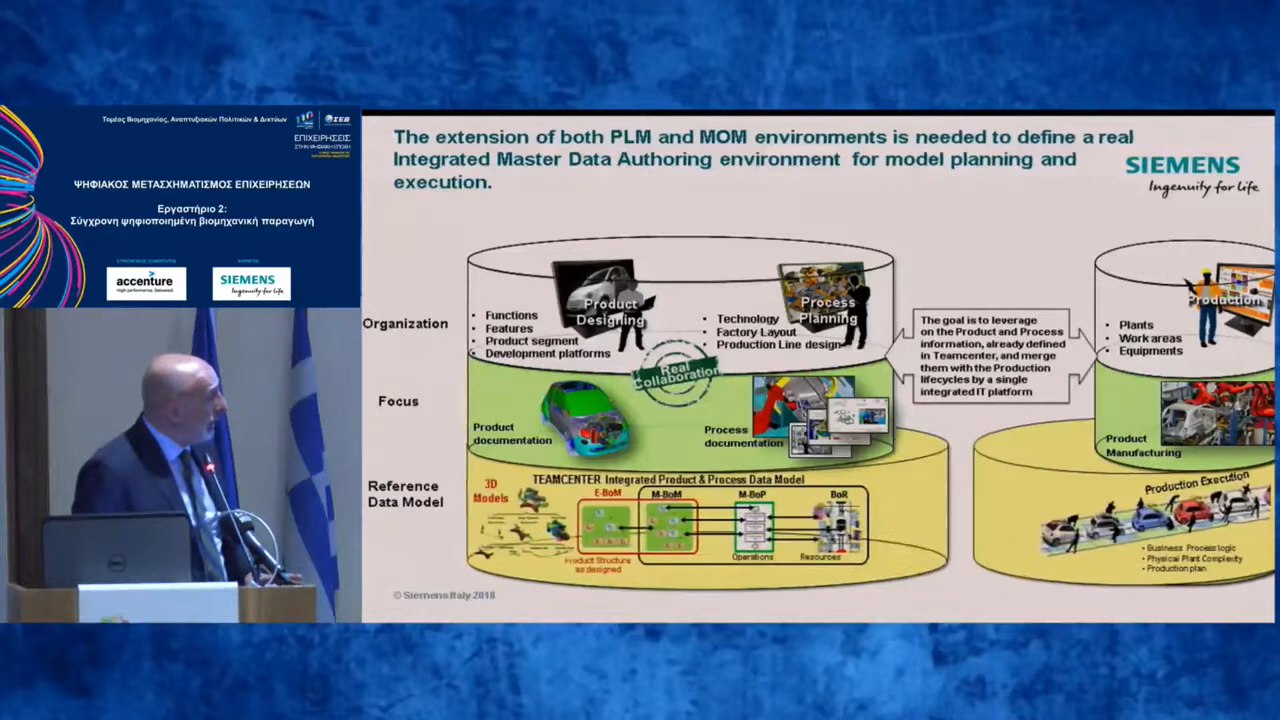 Τομέας Βιομηχανίας, Αναπτυξιακών Πολιτικών & Δικτύων
ΣΕΒ
ΕΠΙΧΕΙΡΗΣΕΙΣ
ΣΤΗΝ ΨΗΦΙΑΚΗ ΕΠΟΧΗ
ΨΗΦΙΑΚΟΣ ΜΕΤΑΣΧΗΜΑΤΙΣΜΟΣ ΕΠΙΧΕΙΡΗΣΕΩΝ
Εργαστήριο 2:
Σύγχρονη ψηφιοποιημένη βιομηχανική παραγωγή
accenture
High performance. Delivered.
SIEMENS
Ingenuity for life
The extension of both PLM and MOM environments is needed to define a real
Integrated Master Data Authoring environment for model planning and
execution.
SIEMENS
Ingenuity for life
Organization
Product
Designing
• Functions
• Features
• Product segment
• Development platforms
Process
Planning
• Technology
• Factory Layout
• Production Line design
Real
Collaboration
The goal is to leverage
on the Product and Process
information, already defined
in Teamcenter, and merge
them with the Production
lifecycles by a single
integrated IT platform
Production
• Plants
• Work areas
• Equipments
Focus
Product
documentation
Process
documentation
Product
Manufacturing
Reference
Data Model
TEAMCENTER Integrated Product & Process Data Model
3D
Models
E-BoM
M-BoM
M-BoP
BoR
Product Structure
as designed
Operations
Resources
Production Execution
• Business Process logic
• Physical Plant Complexity
• Production plan
© Siemens Italy 2018
DELL